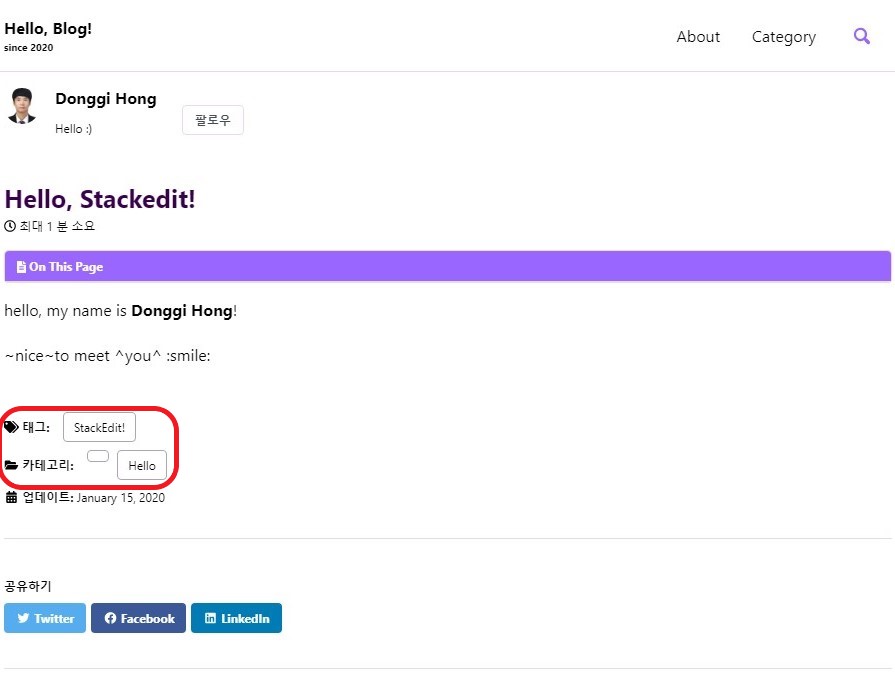 Hello, Blog!
since 2020
About Category
Donggi Hong
Hello :)
팔로우
Hello, Stackedit!
최대 1 분 소요
On This Page
hello, my name is Donggi Hong!
~nice~to meet ^you^ :smile:
태그: StackEdit!
카테고리: Hello
업데이트: January 15, 2020
공유하기
Twitter Facebook LinkedIn